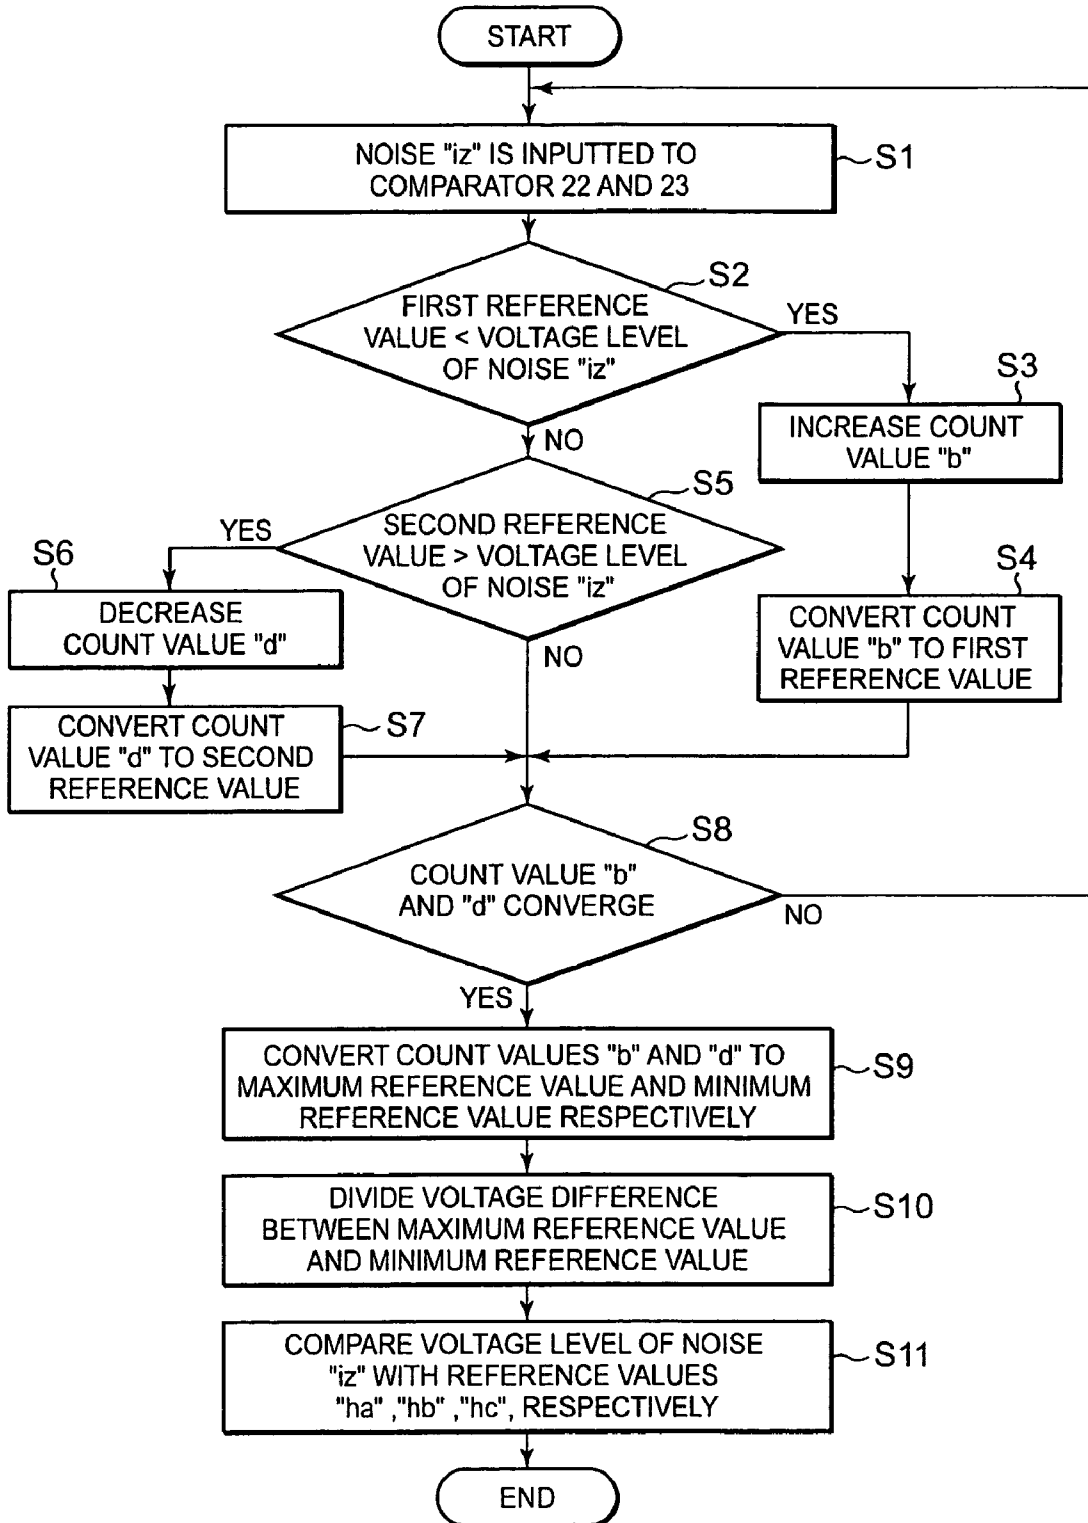 START
NOISE "iz" IS INPUTTED TO
COMPARATOR 22 AND 23
S1
S2
FIRST REFERENCE
VALUE < VOLTAGE LEVEL
OF NOISE "iz"
YES
NO
S3
INCREASE COUNT
VALUE "b"
S4
CONVERT COUNT
VALUE "b" TO FIRST
REFERENCE VALUE
S5
SECOND REFERENCE
VALUE > VOLTAGE LEVEL
OF NOISE "iz"
YES
NO
S6
DECREASE
COUNT VALUE "d"
S7
CONVERT COUNT
VALUE "d" TO SECOND
REFERENCE VALUE
S8
COUNT VALUE "b"
AND "d" CONVERGE
NO
YES
CONVERT COUNT VALUES "b" AND "d" TO
MAXIMUM REFERENCE VALUE AND MINIMUM
REFERENCE VALUE RESPECTIVELY
S9
DIVIDE VOLTAGE DIFFERENCE
BETWEEN MAXIMUM REFERENCE VALUE
AND MINIMUM REFERENCE VALUE
S10
COMPARE VOLTAGE LEVEL OF NOISE
"iz" WITH REFERENCE VALUES
"ha" ,"hb" ,"hc", RESPECTIVELY
S11
END